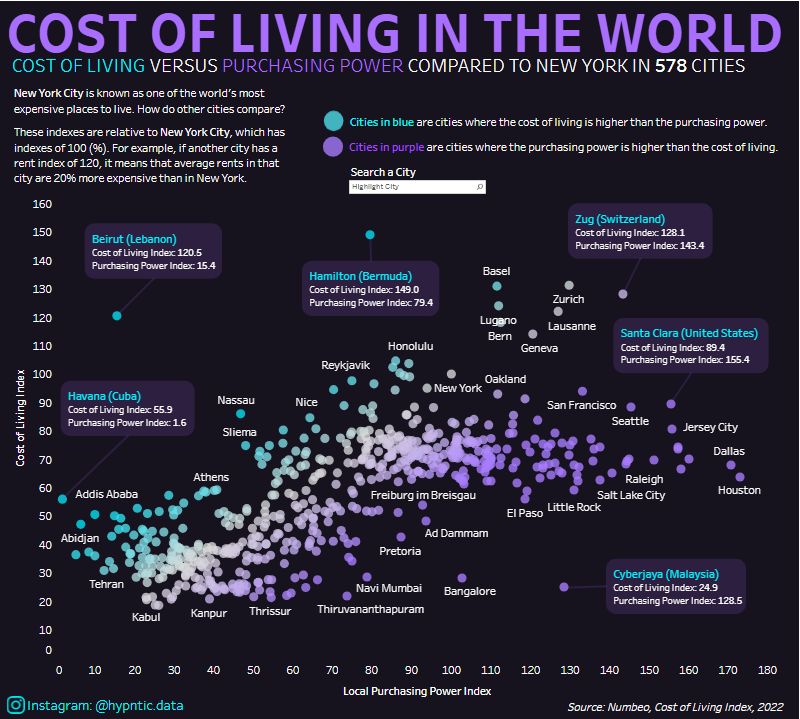 COST OF LIVING IN THE WORLD
COST OF LIVING VERSUS PURCHASING POWER COMPARED TO NEW YORK IN 578 CITIES
New York City is known as one of the world's most
expensive places to live. How do other cities compare?
These indexes are relative to New York City, which has
indexes of 100 (%). For example, if another city has a
rent index of 120, it means that average rents in that
city are 20% more expensive than in New York.
Cities in blue are cities where the cost of living is higher than the purchasing power.
Cities in purple are cities where the purchasing power is higher than the cost of living.
Search a City
Highlight City
160
150
140
130
120
110
100
90
80
70
60
50
40
30
20
10
0
Cost of Living Index
Beirut (Lebanon)
Cost of Living Index: 120.5
Purchasing Power Index: 15.4
Hamilton (Bermuda)
Cost of Living Index: 149.0
Purchasing Power Index: 79.4
Zug (Switzerland)
Cost of Living Index: 128.1
Purchasing Power Index: 143.4
Basel
Zurich
Lugano
Lausanne
Bern
Geneva
Santa Clara (United States)
Cost of Living Index: 89.4
Purchasing Power Index: 155.4
Honolulu
Reykjavik
New York
Oakland
Havana (Cuba)
Cost of Living Index: 55.9
Purchasing Power Index: 1.6
Nassau
Nice
San Francisco
Seattle
Sliema
Jersey City
Dallas
Athens
Raleigh
Houston
Addis Ababa
Freiburg im Breisgau
Salt Lake City
El Paso
Little Rock
Abidjan
Ad Dammam
Pretoria
Tehran
Navi Mumbai
Bangalore
Cyberjaya (Malaysia)
Cost of Living Index: 24.9
Purchasing Power Index: 128.5
Kabul
Kanpur
Thrissur
Thiruvananthapuram
0 10 20 30 40 50 60 70 80 90 100 110 120 130 140 150 160 170 180
Local Purchasing Power Index
Instagram: @hypntic.data
Source: Numbeo, Cost of Living Index, 2022